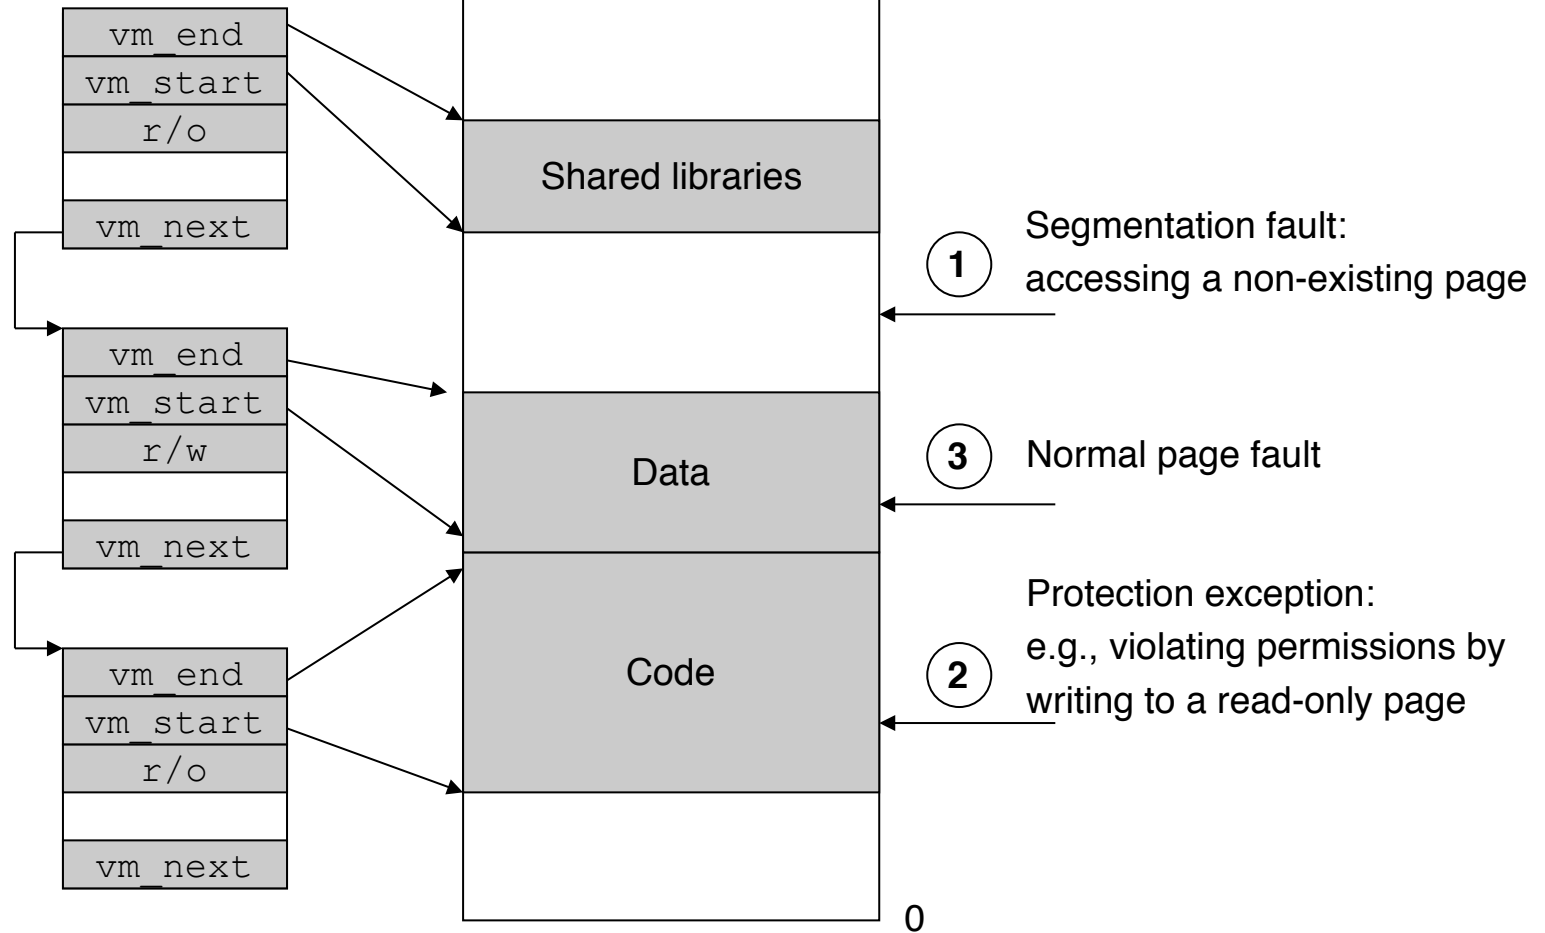 vm_end
vm_start
r/o
vm_next
vm_end
vm_start
r/w
vm_next
vm_end
vm_start
r/o
vm_next
Shared libraries
Data
Code
0
1
Segmentation fault:
accessing a non-existing page
3
Normal page fault
2
Protection exception:
e.g., violating permissions by
writing to a read-only page